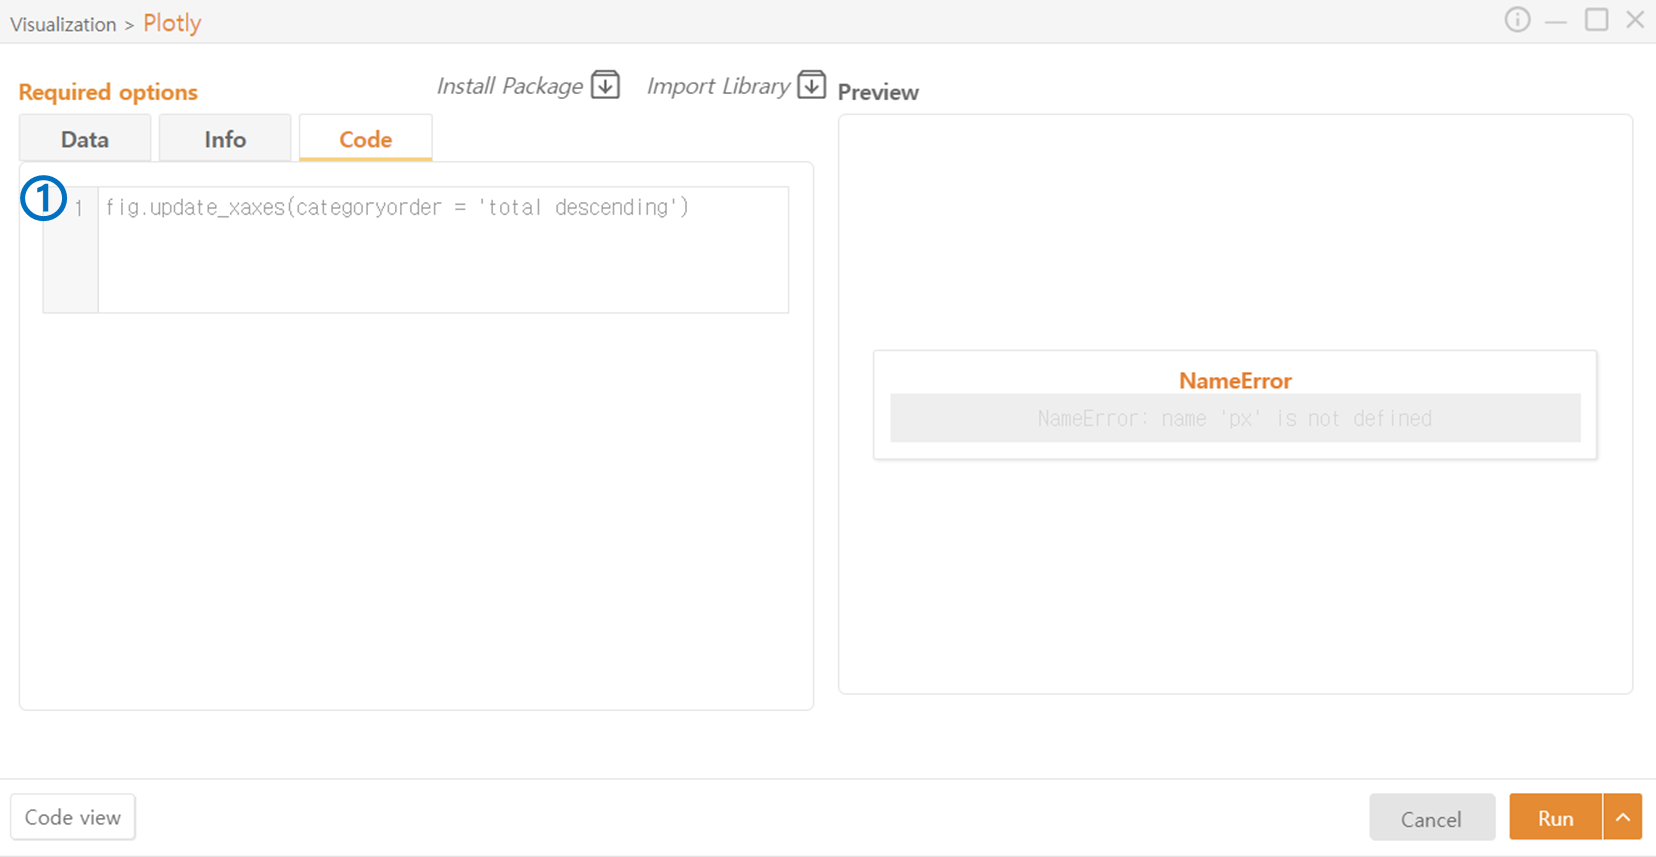 Visualization > Plotly
Required options
Install Package
Import Library
Preview
Data
Info
Code
①
1
fig.update_xaxes(categoryorder = 'total descending')
NameError
NameError: name 'px' is not defined
Code view
Cancel
Run